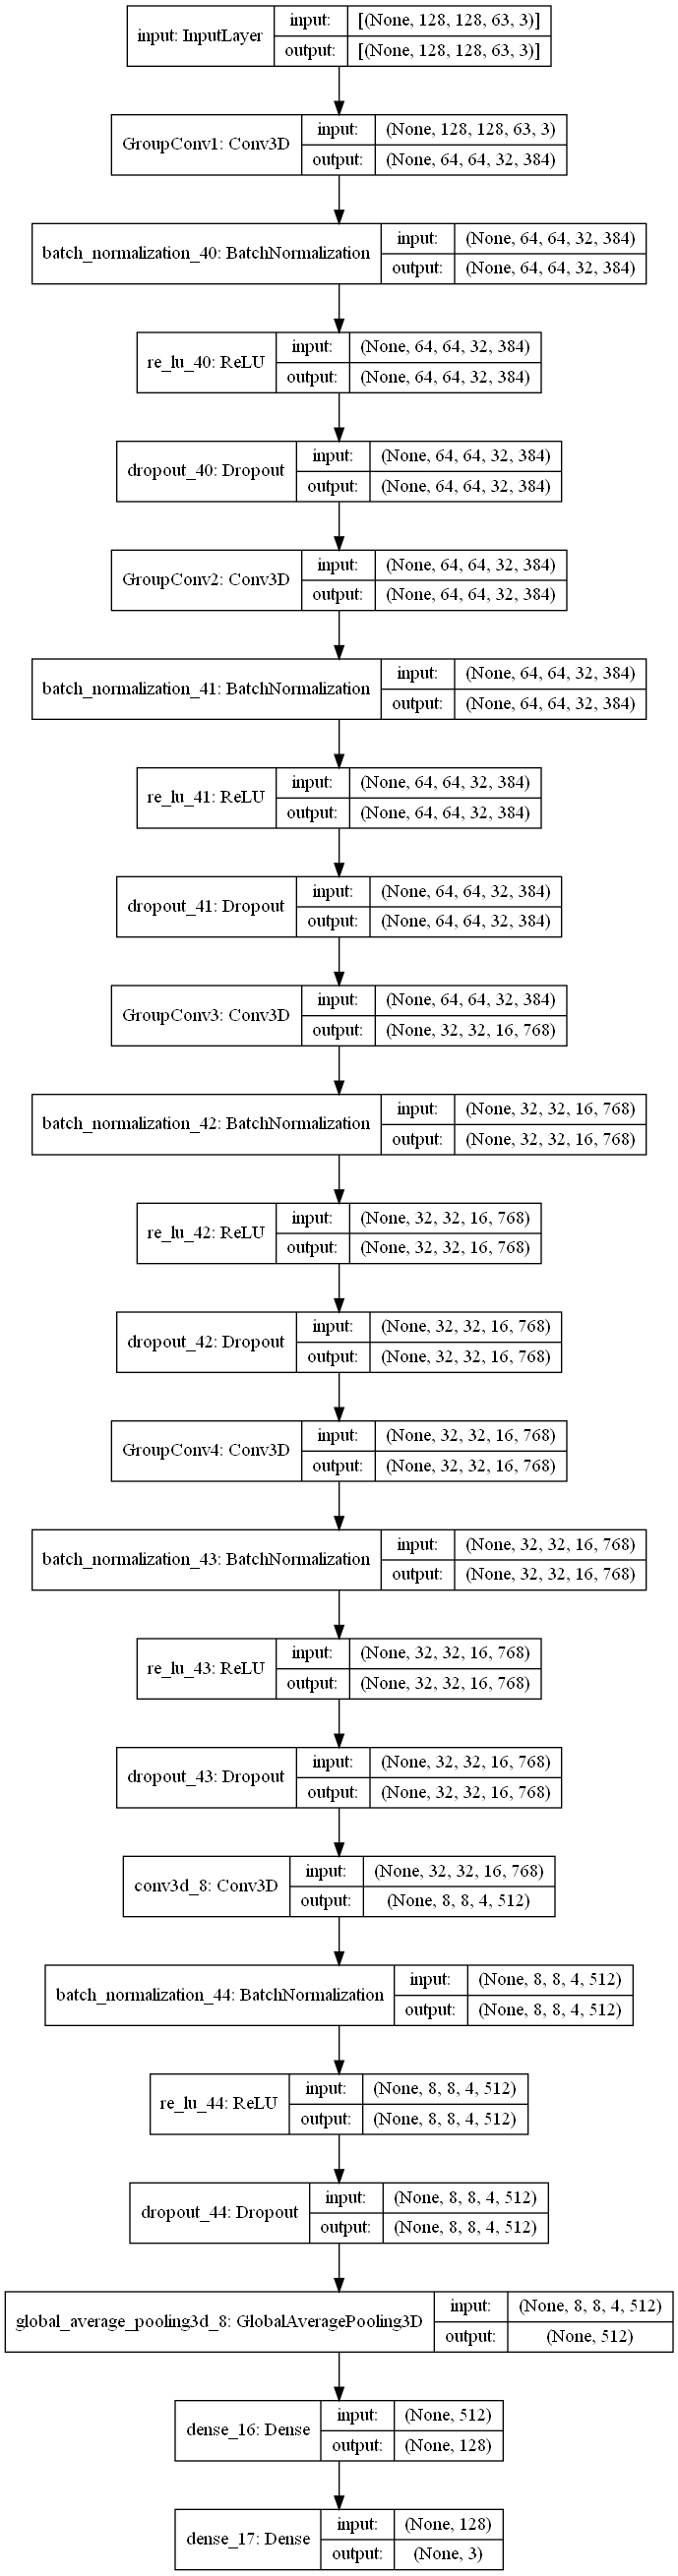 input: InputLayer
input: [(None, 128, 128, 63, 3)]
output: [(None, 128, 128, 63, 3)]
GroupConv1: Conv3D
input: (None, 128, 128, 63, 3)
output: (None, 64, 64, 32, 384)
batch_normalization_40: BatchNormalization
input: (None, 64, 64, 32, 384)
output: (None, 64, 64, 32, 384)
re_lu_40: ReLU
input: (None, 64, 64, 32, 384)
output: (None, 64, 64, 32, 384)
dropout_40: Dropout
input: (None, 64, 64, 32, 384)
output: (None, 64, 64, 32, 384)
GroupConv2: Conv3D
input: (None, 64, 64, 32, 384)
output: (None, 64, 64, 32, 384)
batch_normalization_41: BatchNormalization
input: (None, 64, 64, 32, 384)
output: (None, 64, 64, 32, 384)
re_lu_41: ReLU
input: (None, 64, 64, 32, 384)
output: (None, 64, 64, 32, 384)
dropout_41: Dropout
input: (None, 64, 64, 32, 384)
output: (None, 64, 64, 32, 384)
GroupConv3: Conv3D
input: (None, 64, 64, 32, 384)
output: (None, 32, 32, 16, 768)
batch_normalization_42: BatchNormalization
input: (None, 32, 32, 16, 768)
output: (None, 32, 32, 16, 768)
re_lu_42: ReLU
input: (None, 32, 32, 16, 768)
output: (None, 32, 32, 16, 768)
dropout_42: Dropout
input: (None, 32, 32, 16, 768)
output: (None, 32, 32, 16, 768)
GroupConv4: Conv3D
input: (None, 32, 32, 16, 768)
output: (None, 32, 32, 16, 768)
batch_normalization_43: BatchNormalization
input: (None, 32, 32, 16, 768)
output: (None, 32, 32, 16, 768)
re_lu_43: ReLU
input: (None, 32, 32, 16, 768)
output: (None, 32, 32, 16, 768)
dropout_43: Dropout
input: (None, 32, 32, 16, 768)
output: (None, 32, 32, 16, 768)
conv3d_8: Conv3D
input: (None, 32, 32, 16, 768)
output: (None, 8, 8, 4, 512)
batch_normalization_44: BatchNormalization
input: (None, 8, 8, 4, 512)
output: (None, 8, 8, 4, 512)
re_lu_44: ReLU
input: (None, 8, 8, 4, 512)
output: (None, 8, 8, 4, 512)
dropout_44: Dropout
input: (None, 8, 8, 4, 512)
output: (None, 8, 8, 4, 512)
global_average_pooling3d_8: GlobalAveragePooling3D
input: (None, 8, 8, 4, 512)
output: (None, 512)
dense_16: Dense
input: (None, 512)
output: (None, 128)
dense_17: Dense
input: (None, 128)
output: (None, 3)